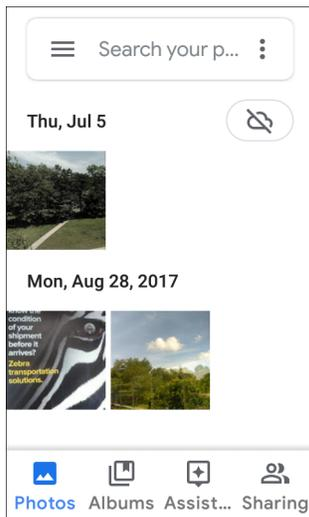 Search your p...
Thu, Jul 5
Mon, Aug 28, 2017
know the
condition
of your
shipment
before it
arrives?
Zebra
transportation
solutions.
Photos Albums Assist... Sharing